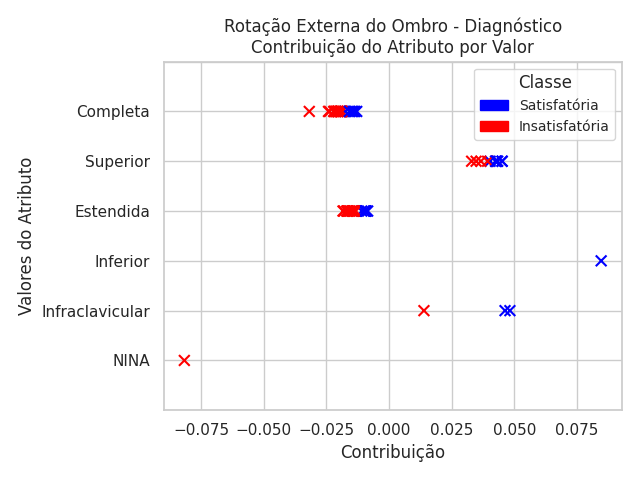 Rotação Externa do Ombro - Diagnóstico
Contribuição do Atributo por Valor
Classe
Satisfatória
Insatisfatória
Valores do Atributo
Completa
Superior
Estendida
Inferior
Infraclavicular
NINA
−0.075 −0.050 −0.025 0.000 0.025 0.050 0.075
Contribuição